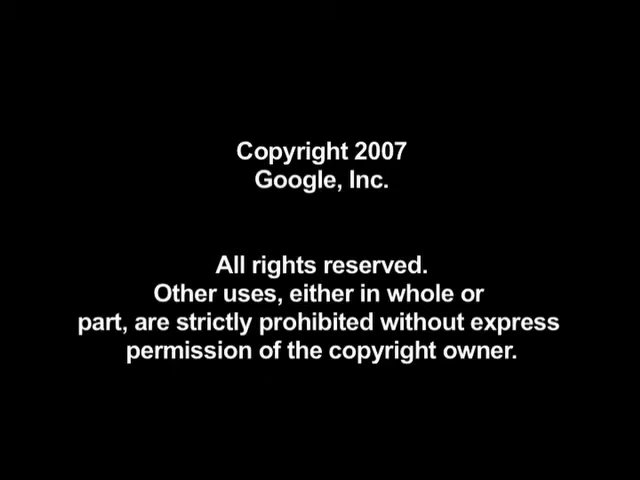 Copyright 2007
Google, Inc.
All rights reserved.
Other uses, either in whole or
part, are strictly prohibited without express
permission of the copyright owner.